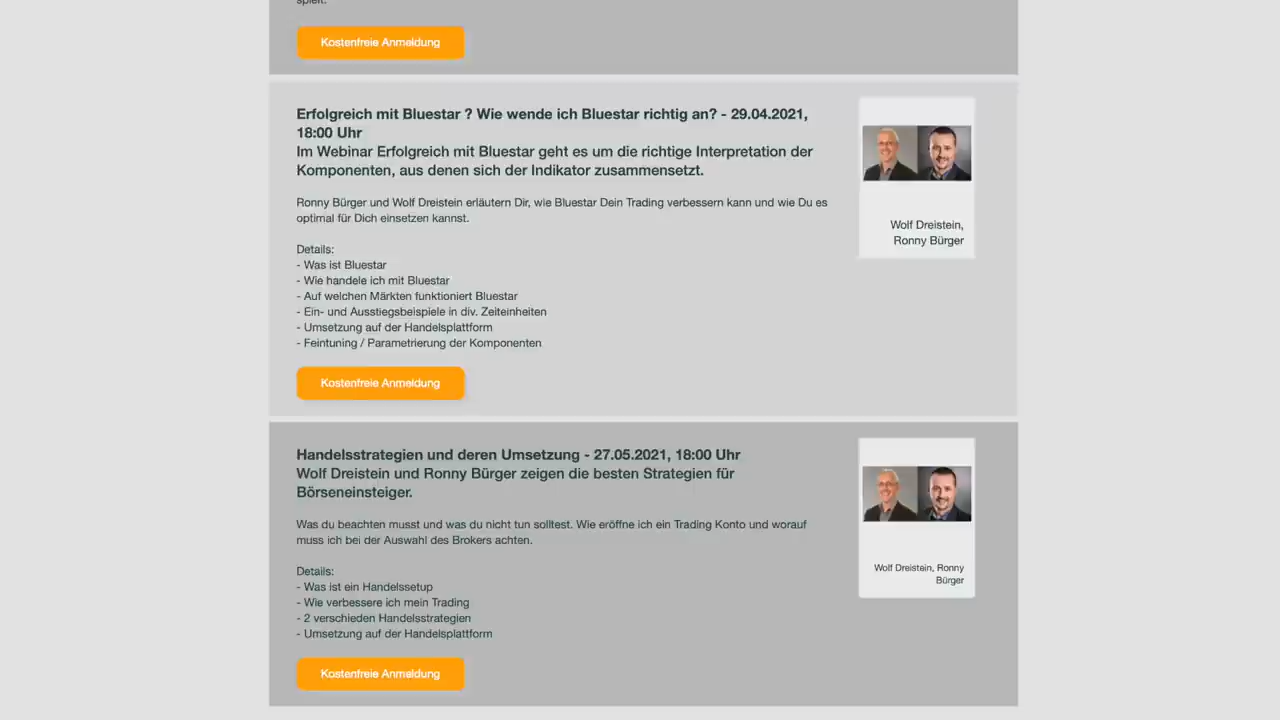 spielt.
Kostenfreie Anmeldung
Erfolgreich mit Bluestar ? Wie wende ich Bluestar richtig an? - 29.04.2021,
18:00 Uhr
Im Webinar Erfolgreich mit Bluestar geht es um die richtige Interpretation der
Komponenten, aus denen sich der Indikator zusammensetzt.
Ronny Bürger und Wolf Dreistein erläutern Dir, wie Bluestar Dein Trading verbessern kann und wie Du es
optimal für Dich einsetzen kannst.
Details:
- Was ist Bluestar
- Wie handele ich mit Bluestar
- Auf welchen Märkten funktioniert Bluestar
- Ein- und Ausstiegsbeispiele in div. Zeiteinheiten
- Umsetzung auf der Handelsplattform
- Feintuning / Parametrierung der Komponenten
Kostenfreie Anmeldung
Wolf Dreistein,
Ronny Bürger
Handelsstrategien und deren Umsetzung - 27.05.2021, 18:00 Uhr
Wolf Dreistein und Ronny Bürger zeigen die besten Strategien für
Börseneinsteiger.
Was du beachten musst und was du nicht tun solltest. Wie eröffne ich ein Trading Konto und worauf
muss ich bei der Auswahl des Brokers achten.
Details:
- Was ist ein Handelssetup
- Wie verbessere ich mein Trading
- 2 verschieden Handelsstrategien
- Umsetzung auf der Handelsplattform
Kostenfreie Anmeldung
Wolf Dreistein, Ronny
Bürger